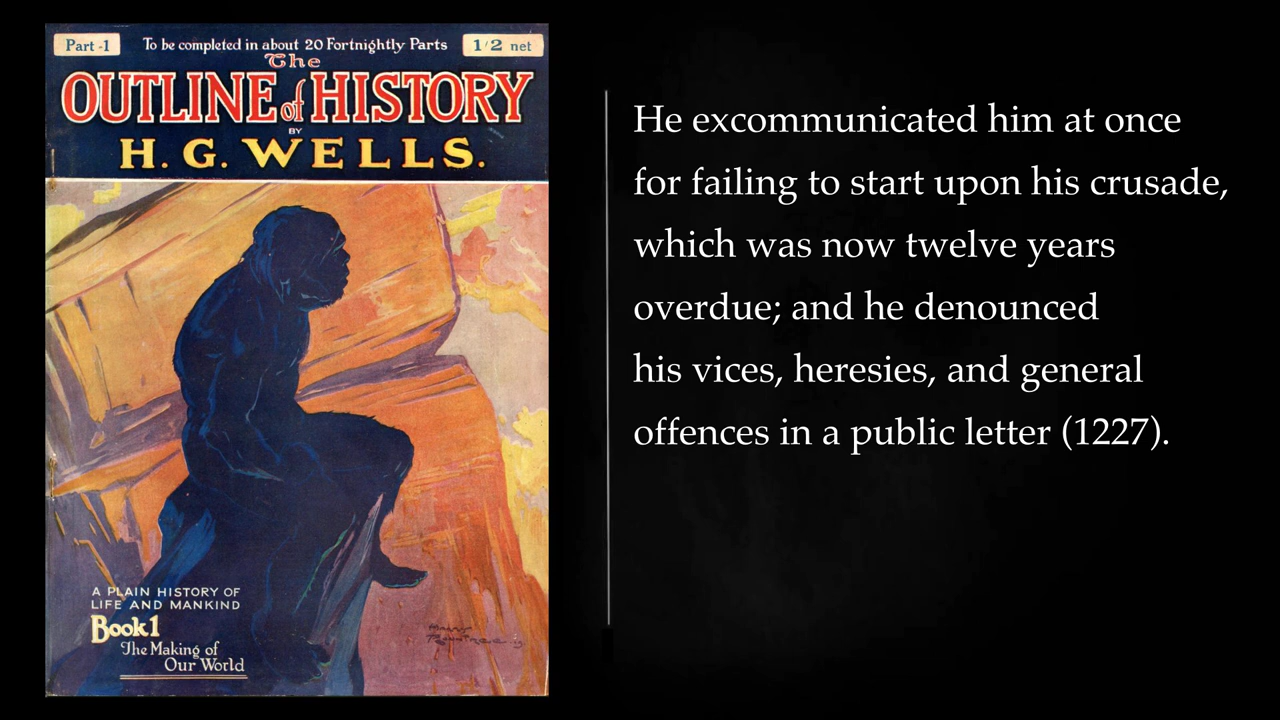 Part -1
To be completed in about 20 Fortnightly Parts
1/2 net
The
OUTLINE of HISTORY
BY
H. G. WELLS.
A PLAIN HISTORY OF
LIFE AND MANKIND
Book 1
The Making of
Our World
He excommunicated him at once
for failing to start upon his crusade,
which was now twelve years
overdue; and he denounced
his vices, heresies, and general
offences in a public letter (1227).